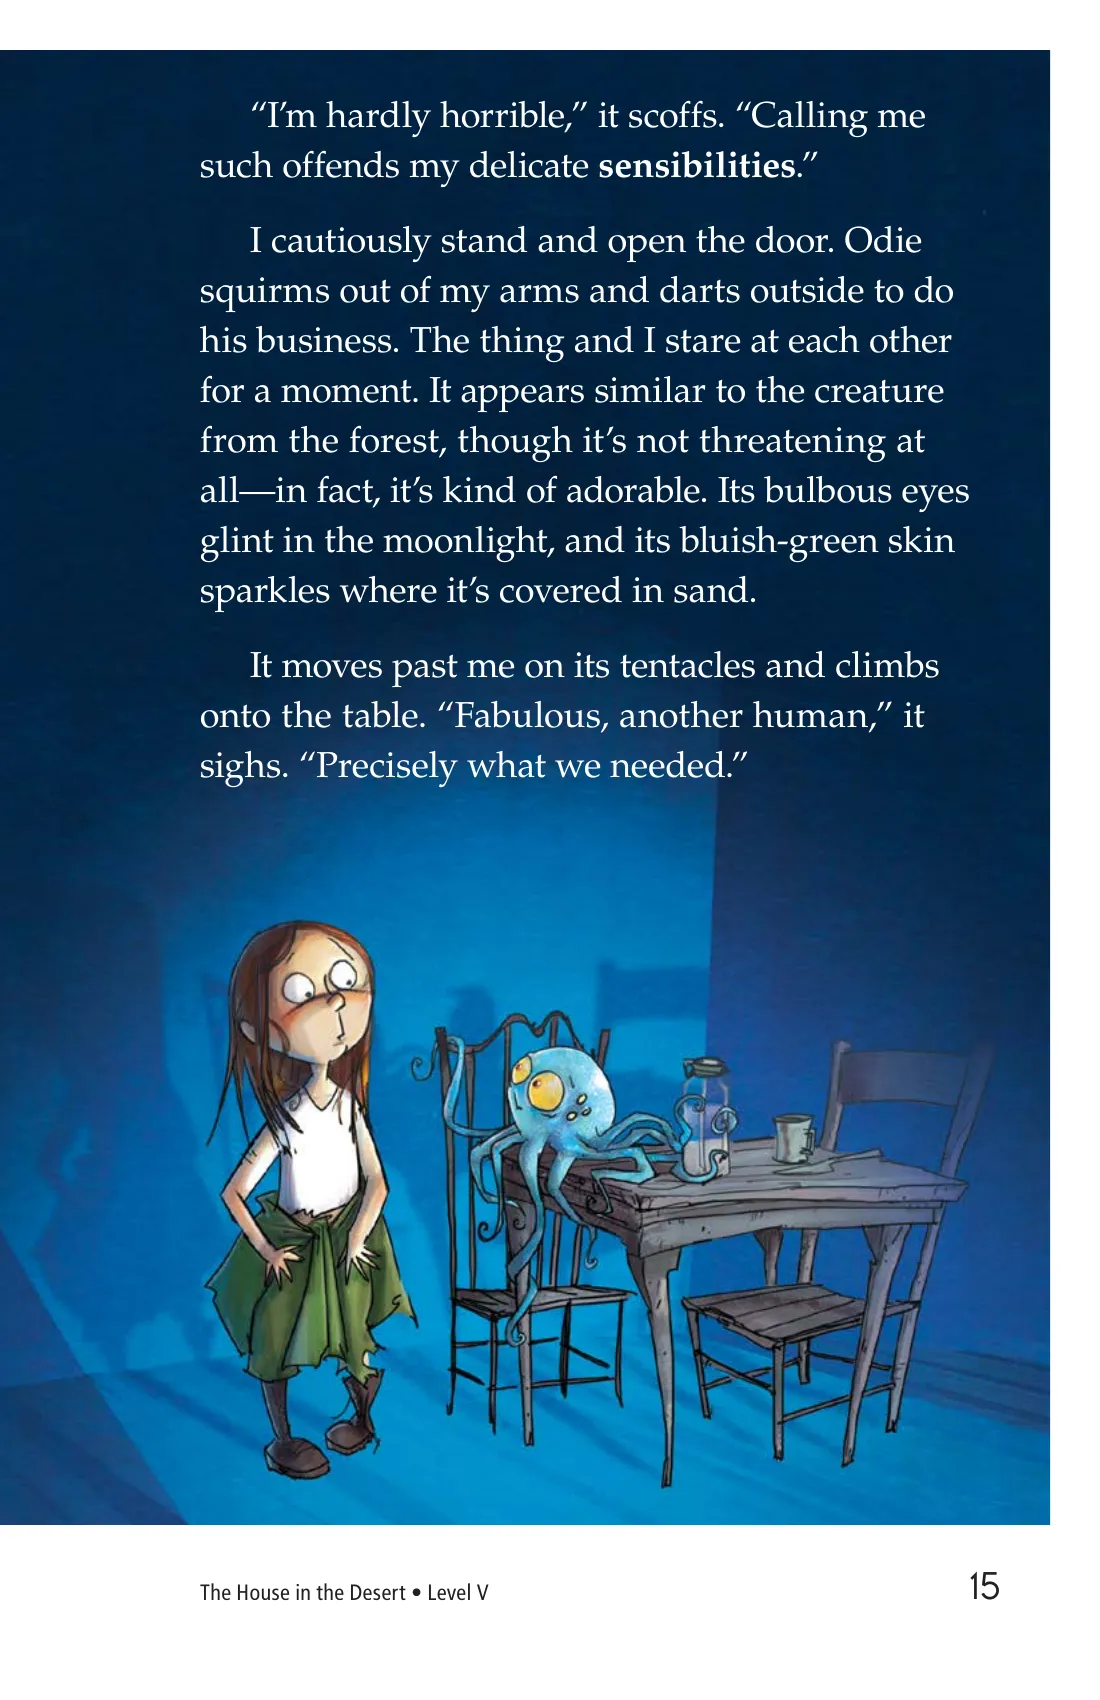 “I’m hardly horrible,” it scoffs. “Calling me
such offends my delicate sensibilities.”
I cautiously stand and open the door. Odie
squirms out of my arms and darts outside to do
his business. The thing and I stare at each other
for a moment. It appears similar to the creature
from the forest, though it’s not threatening at
all—in fact, it’s kind of adorable. Its bulbous eyes
glint in the moonlight, and its bluish-green skin
sparkles where it’s covered in sand.
It moves past me on its tentacles and climbs
onto the table. “Fabulous, another human,” it
sighs. “Precisely what we needed.”
The House in the Desert • Level V
15